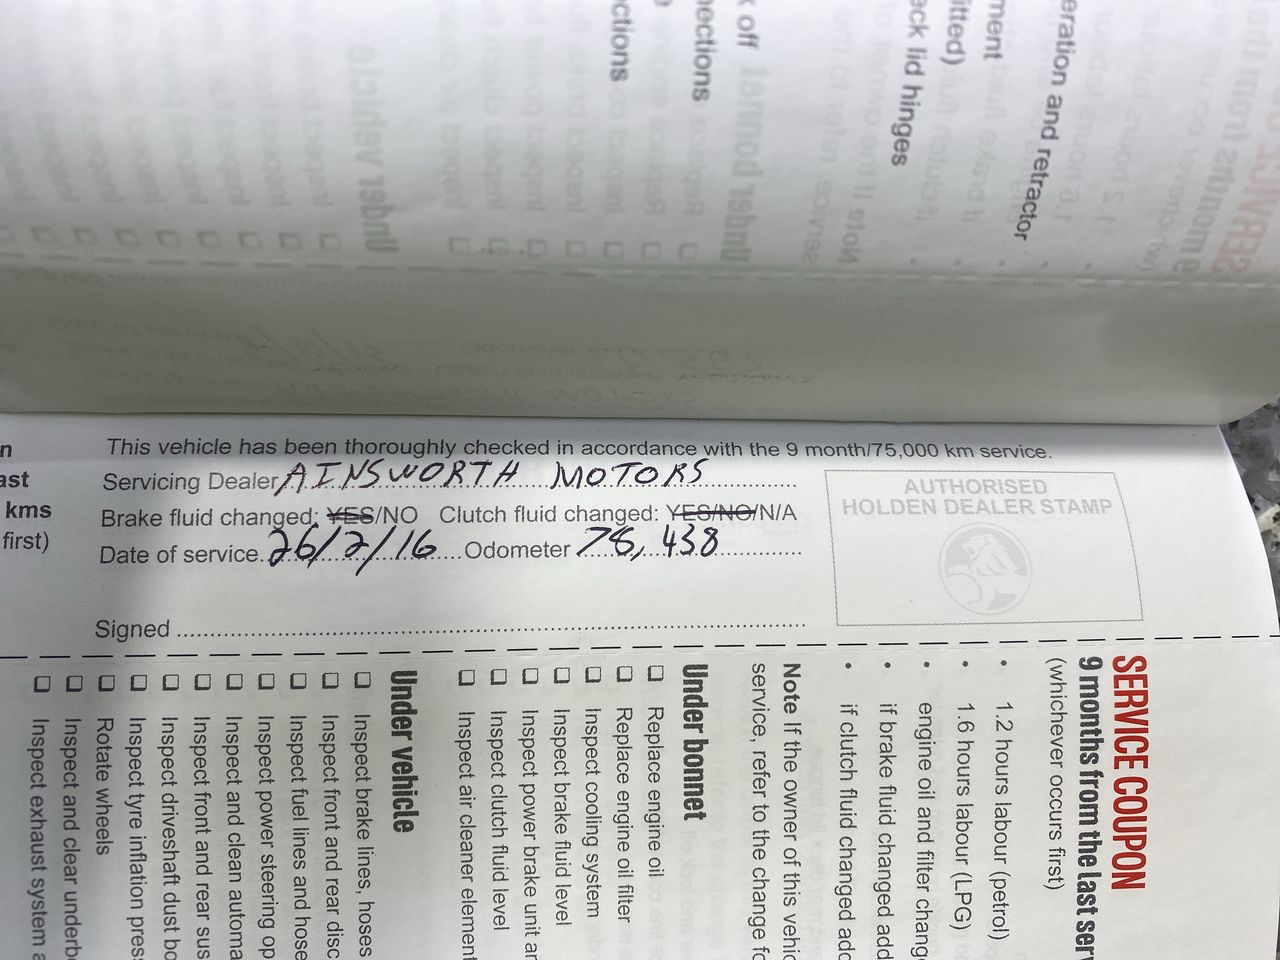 eration and retractor
ment
itted)
ck lid hinges
k off
nections
ctions
n
ast
kms
first)
This vehicle has been thoroughly checked in accordance with the 9 month/75,000 km service.
Servicing Dealer AINSWORTH MOTORS
Brake fluid changed: YES/NO Clutch fluid changed: YES/NO/N/A
Date of service 26/2/16 Odometer 78,438
Signed
AUTHORISED
HOLDEN DEALER STAMP
SERVICE COUPON
9 months from the last serv
(whichever occurs first)
• 1.2 hours labour (petrol)
• 1.6 hours labour (LPG)
• engine oil and filter chang
• if brake fluid changed add
• if clutch fluid changed add
Note If the owner of this vehic
service, refer to the change fo
Under bonnet
❑ Replace engine oil
❑ Replace engine oil filter
❑ Inspect cooling system
❑ Inspect brake fluid level
❑ Inspect power brake unit an
❑ Inspect clutch fluid level
❑ Inspect air cleaner element
Under vehicle
❑ Inspect brake lines, hoses
❑ Inspect front and rear disc
❑ Inspect fuel lines and hose
❑ Inspect power steering op
❑ Inspect and clean automa
❑ Inspect front and rear sus
❑ Inspect driveshaft dust bo
❑ Inspect tyre inflation press
❑ Rotate wheels
❑ Inspect and clear underbo
❑ Inspect exhaust system a